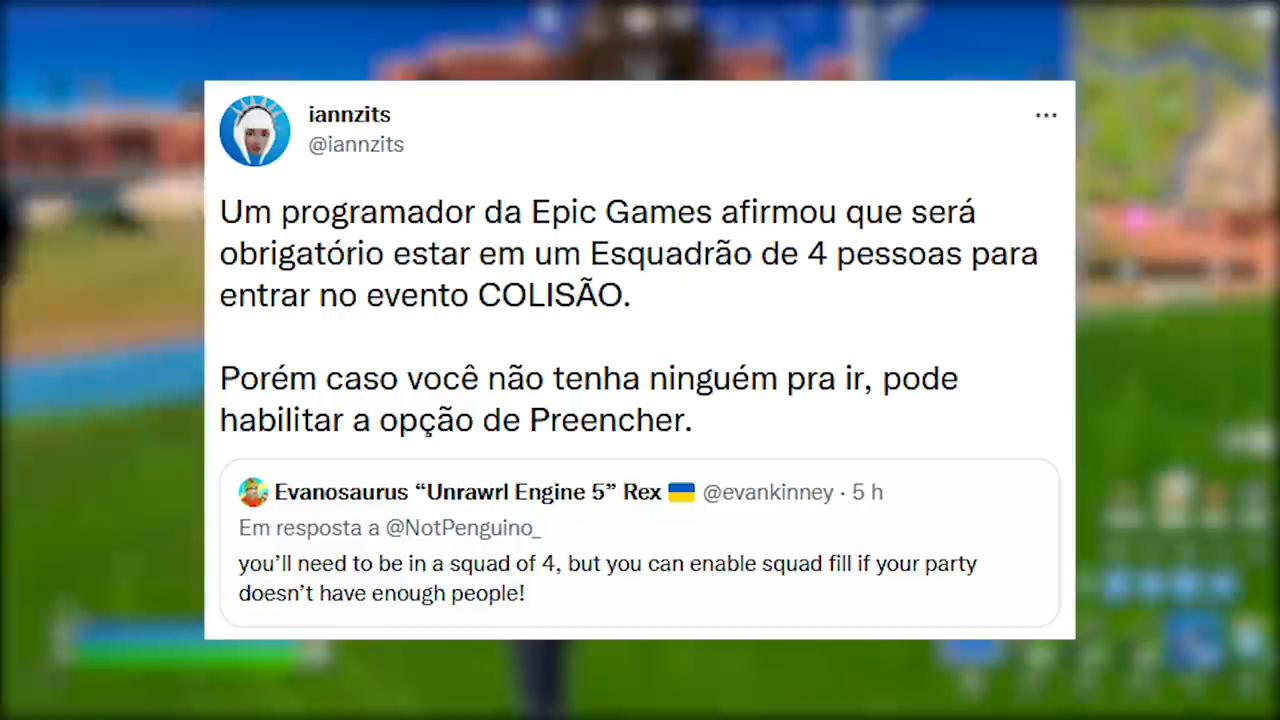 iannzits
@iannzits
Um programador da Epic Games afirmou que será
obrigatório estar em um Esquadrão de 4 pessoas para
entrar no evento COLISÃO.
Porém caso você não tenha ninguém pra ir, pode
habilitar a opção de Preencher.
Evanosaurus “Unrawrl Engine 5” Rex 🇺🇦 @evankinney · 5 h
Em resposta a @NotPenguino_
you’ll need to be in a squad of 4, but you can enable squad fill if your party
doesn’t have enough people!